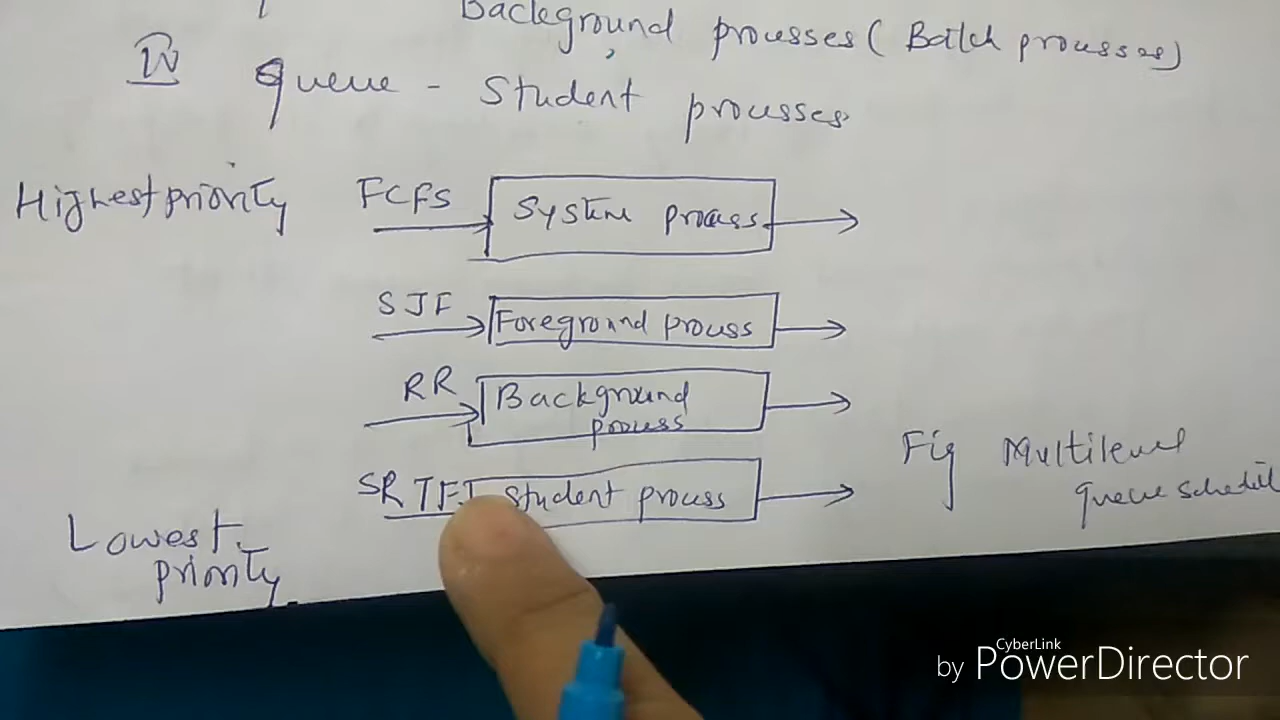 Background processes (Batch processes)
IV Queue - Student processes
Highest priority FCFS System process
SJF Foreground process
RR Background
process
SRTF Student process
Fig Multilevel
queue schedul
Lowest
priority
CyberLink
by PowerDirector